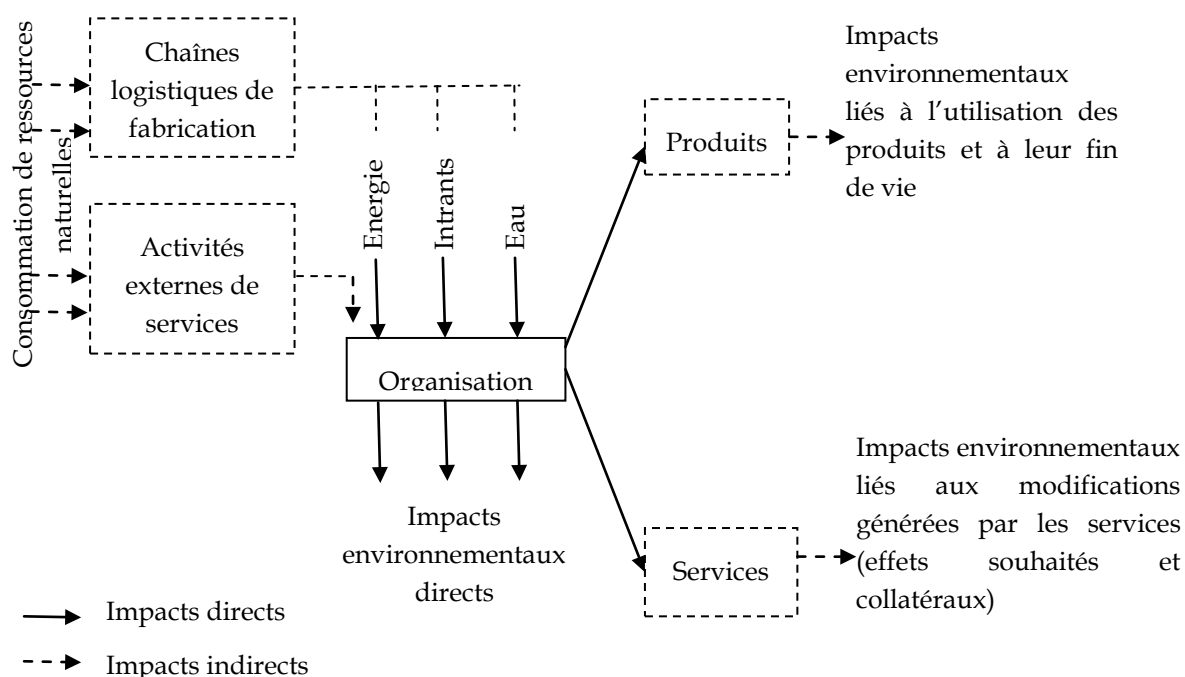 Consommation de ressources
naturelles
Chaînes
logistiques de
fabrication
Activités
externes de
services
Energie
Intrants
Eau
Organisation
Impacts
environnementaux
directs
Produits
Impacts
environnementaux
liés à l’utilisation des
produits et à leur fin
de vie
Services
Impacts environnementaux
liés aux modifications
générées par les services
(effets souhaités et
collatéraux)
Impacts directs
Impacts indirects